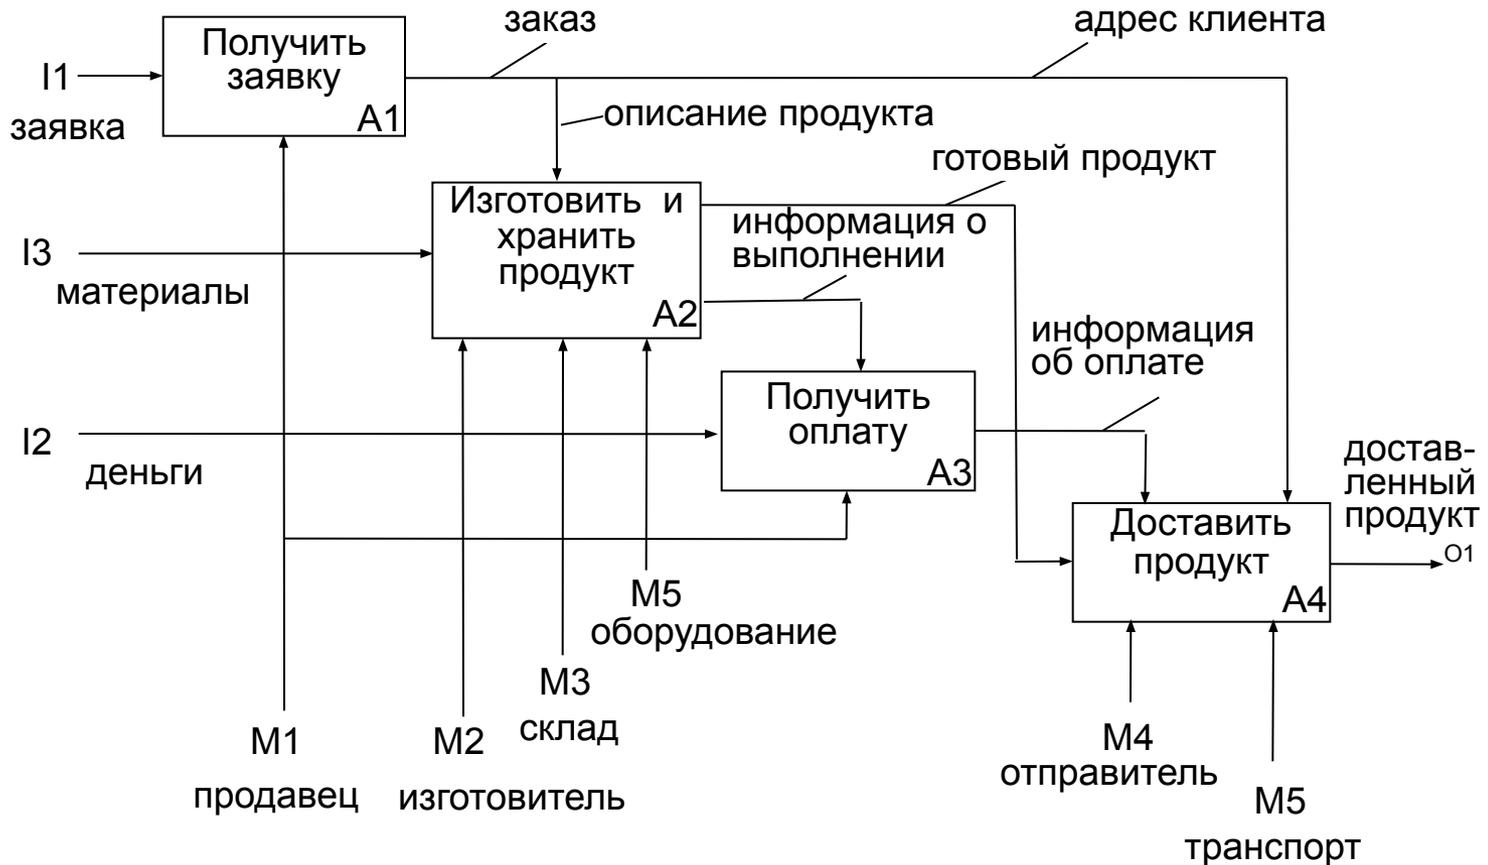 заказ
адрес клиента
Получить
заявку
A1
I1
заявка
описание продукта
готовый продукт
Изготовить и
хранить
продукт
A2
I3
материалы
информация о
выполнении
информация
об оплате
Получить
оплату
A3
I2
деньги
достав-
ленный
продукт
O1
Доставить
продукт
A4
M5
оборудование
M3
склад
M1
продавец
M2
изготовитель
M4
отправитель
M5
транспорт